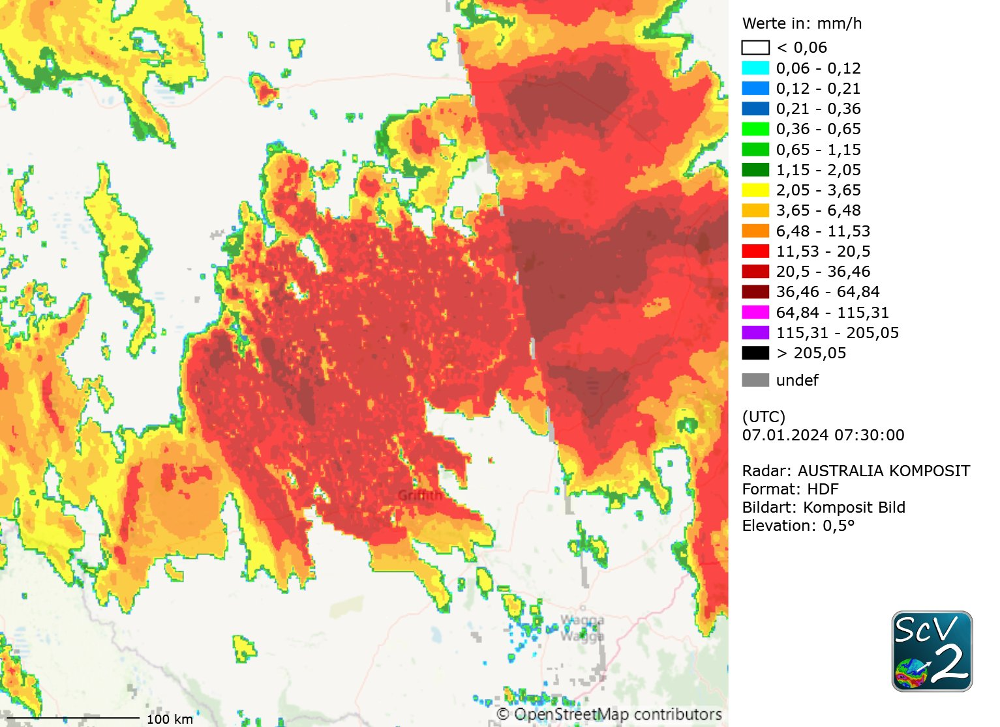 Werte in: mm/h
< 0,06
0,06 - 0,12
0,12 - 0,21
0,21 - 0,36
0,36 - 0,65
0,65 - 1,15
1,15 - 2,05
2,05 - 3,65
3,65 - 6,48
6,48 - 11,53
11,53 - 20,5
20,5 - 36,46
36,46 - 64,84
64,84 - 115,31
115,31 - 205,05
> 205,05
undef
(UTC)
07.01.2024 07:30:00
Radar: AUSTRALIA KOMPOSIT
Format: HDF
Bildart: Komposit Bild
Elevation: 0,5°
Griffith
Wagga
Wagga
ScV
2
100 km
© OpenStreetMap contributors